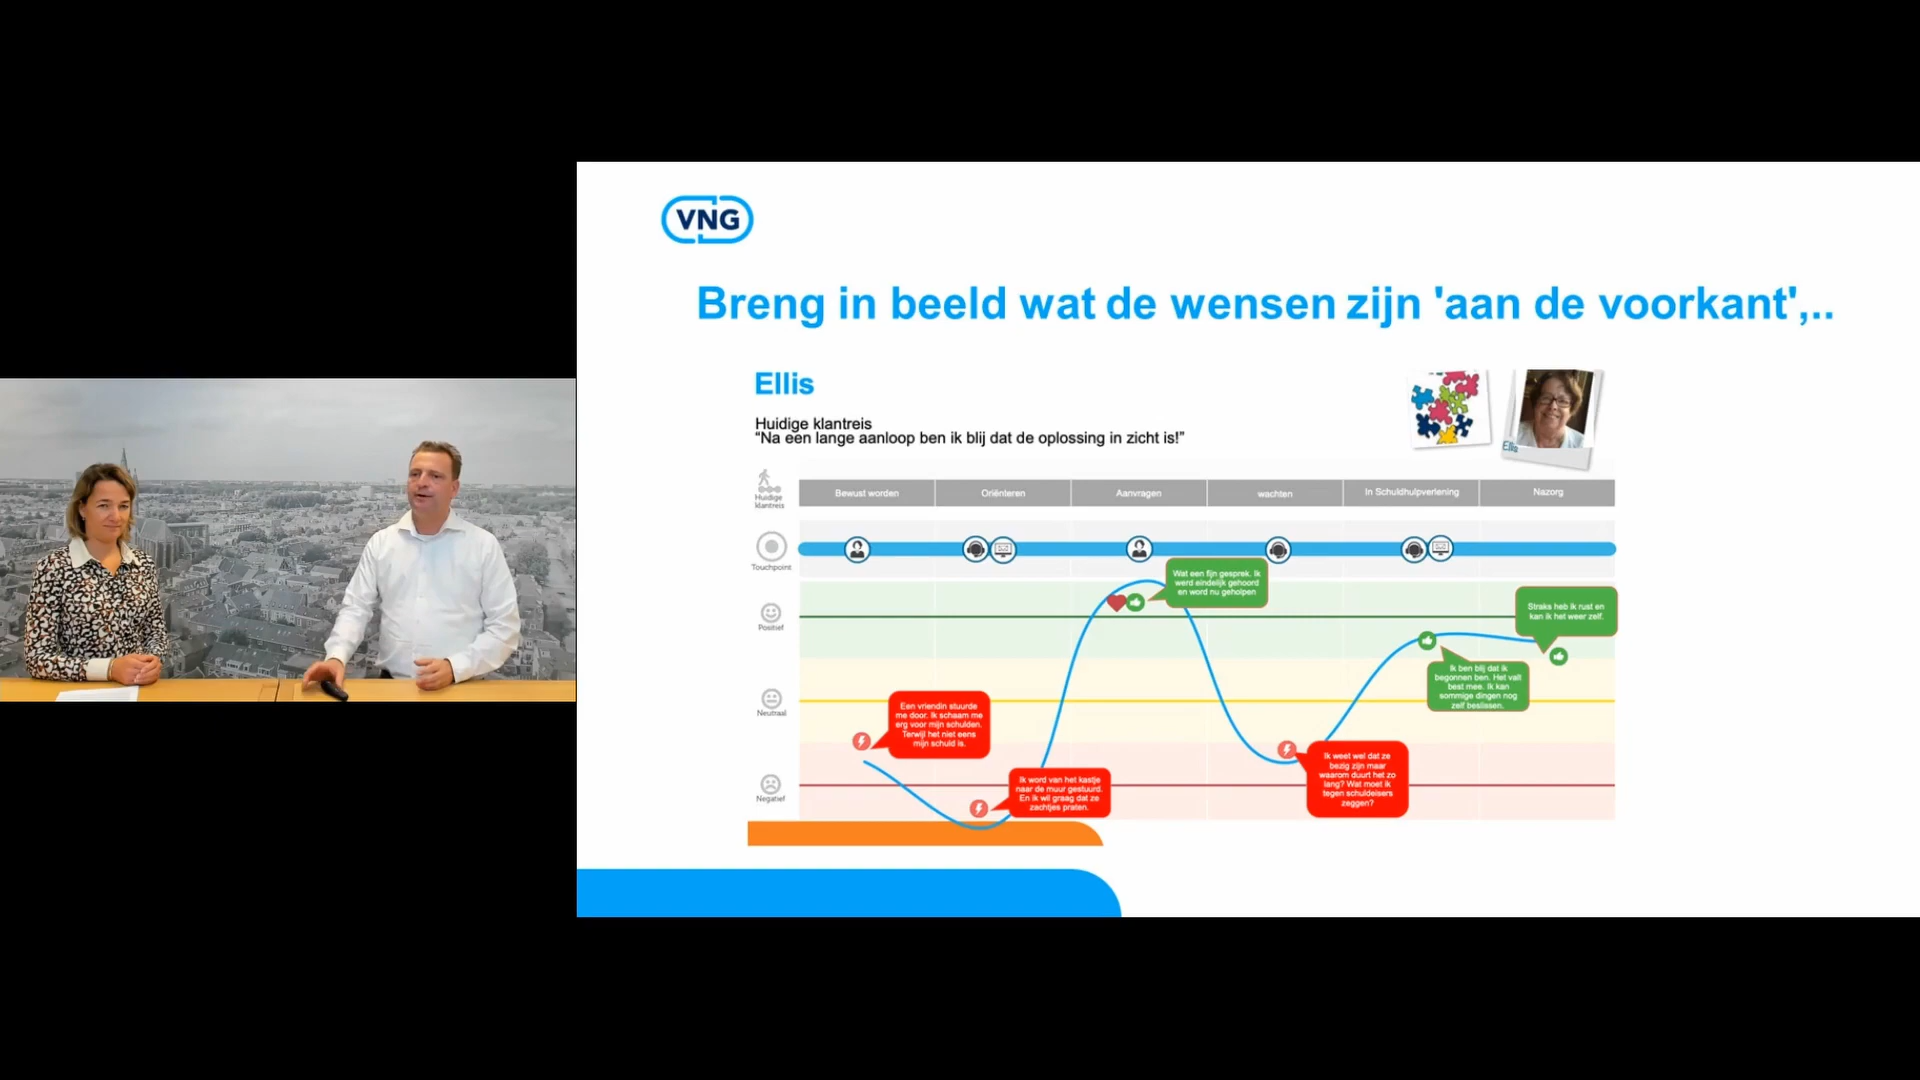 VNG
Breng in beeld wat de wensen zijn 'aan de voorkant',..
Ellis
Huidige klantreis
“Na een lange aanloop ben ik blij dat de oplossing in zicht is!”
Ellis
Huidige
klantreis
Bewust worden
Oriënteren
Aanvragen
wachten
In Schuldhulpverlening
Nazorg
Touchpoint
Wat een fijn gesprek. Ik
werd eindelijk gehoord
en word nu geholpen
Straks heb ik rust en
kan ik het weer zelf.
Positief
Ik ben blij dat ik
begonnen ben. Het valt
best mee. Ik kan
sommige dingen nog
zelf beslissen.
Neutraal
Een vriendin stuurde
me door. Ik schaam me
erg voor mijn schulden.
Terwijl het niet eens
mijn schuld is.
Ik word van het kastje
naar de muur gestuurd.
En ik wil graag dat ze
zachtjes praten.
Ik weet wel dat ze
bezig zijn maar
waarom duurt het zo
lang? Wat moet ik
tegen schuldeisers
zeggen?
Negatief